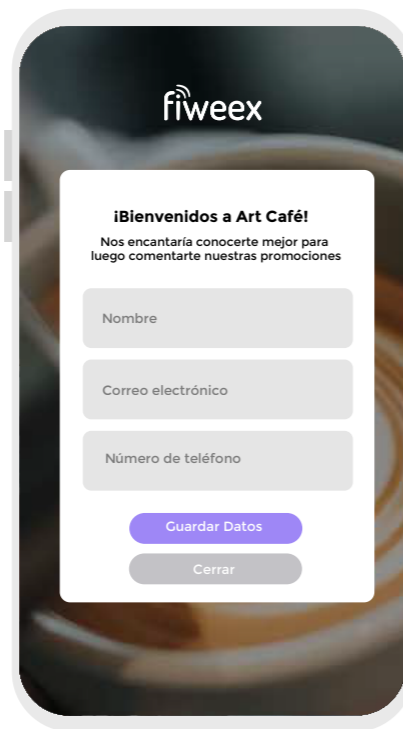 fiweex
¡Bienvenidos a Art Café!
Nos encantaría conocerte mejor para
luego comentarte nuestras promociones
Nombre
Correo electrónico
Número de teléfono
Guardar Datos
Cerrar